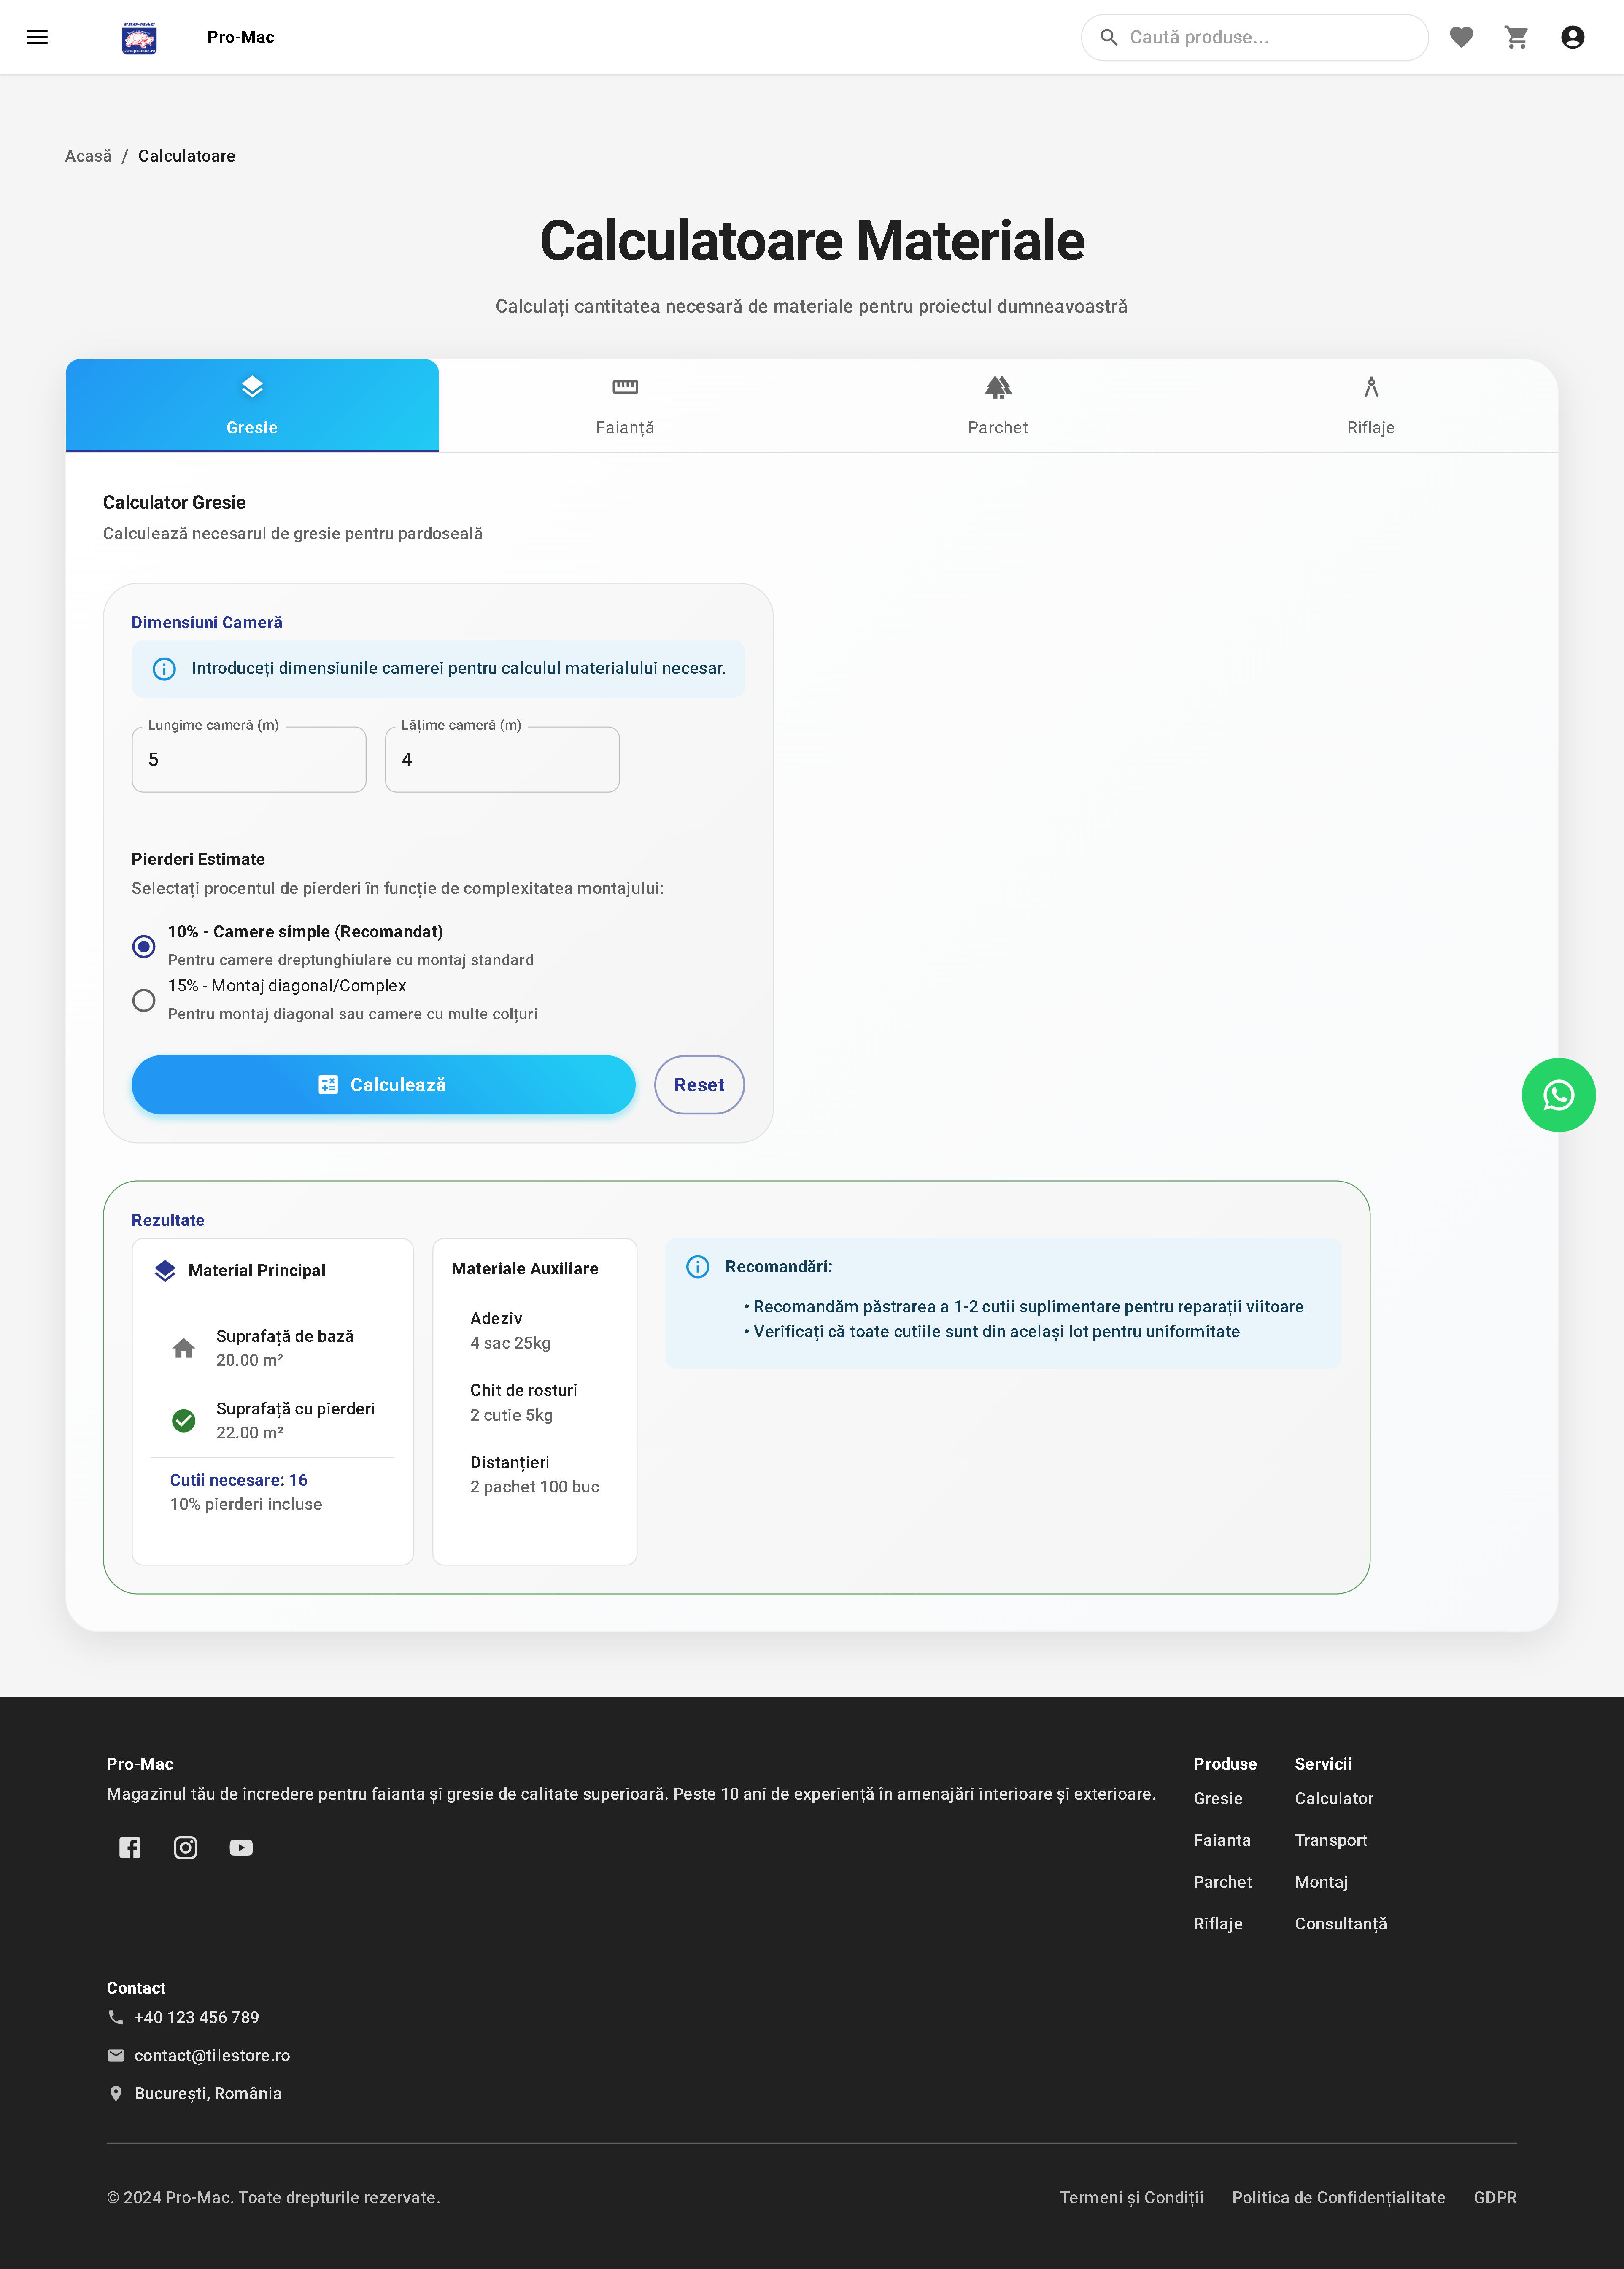 PRO-MAC
Pro-Mac
Caută produse...
Acasă / Calculatoare
Calculatoare Materiale
Calculați cantitatea necesară de materiale pentru proiectul dumneavoastră
Gresie
Faianță
Parchet
Riflaje
Calculator Gresie
Calculează necesarul de gresie pentru pardoseală
Dimensiuni Cameră
Introduceți dimensiunile camerei pentru calculul materialului necesar.
Lungime cameră (m)
5
Lățime cameră (m)
4
Pierderi Estimate
Selectați procentul de pierderi în funcție de complexitatea montajului:
10% - Camere simple (Recomandat)
Pentru camere dreptunghiulare cu montaj standard
15% - Montaj diagonal/Complex
Pentru montaj diagonal sau camere cu multe colțuri
Calculează
Reset
Rezultate
Material Principal
Suprafață de bază
20.00 m²
Suprafață cu pierderi
22.00 m²
Cutii necesare: 16
10% pierderi incluse
Materiale Auxiliare
Adeziv
4 sac 25kg
Chit de rosturi
2 cutie 5kg
Distanțieri
2 pachet 100 buc
Recomandări:
• Recomandăm păstrarea a 1-2 cutii suplimentare pentru reparații viitoare
• Verificați că toate cutiile sunt din același lot pentru uniformitate
Pro-Mac
Magazinul tău de încredere pentru faianta și gresie de calitate superioară. Peste 10 ani de experiență în amenajări interioare și exterioare.
Produse
Gresie
Faianta
Parchet
Riflaje
Servicii
Calculator
Transport
Montaj
Consultanță
Contact
+40 123 456 789
contact@tilestore.ro
București, România
© 2024 Pro-Mac. Toate drepturile rezervate.
Termeni și Condiții
Politica de Confidențialitate
GDPR